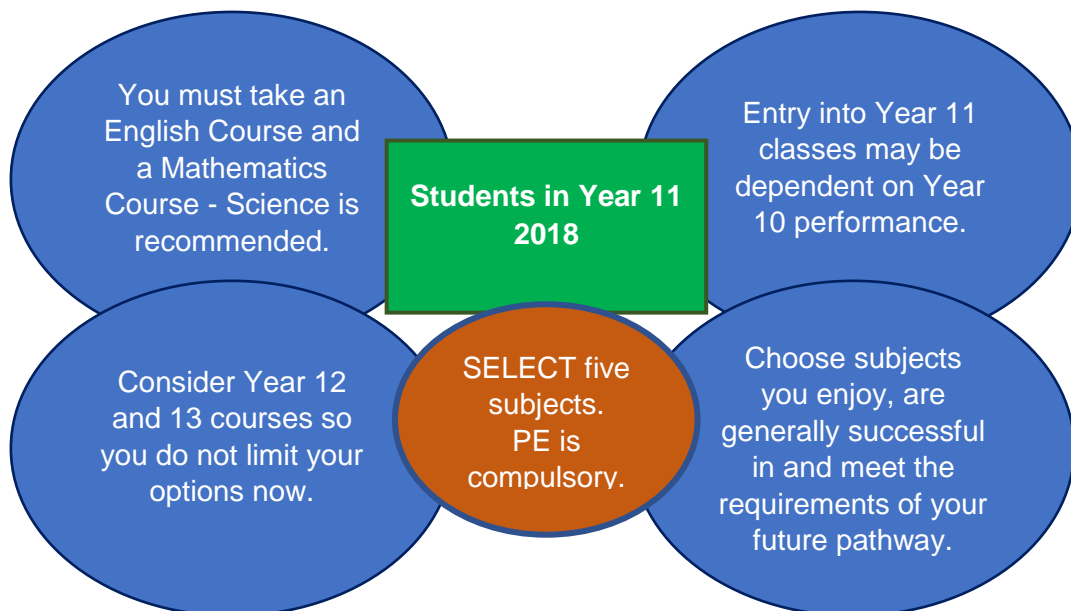 You must take an
English Course and
a Mathematics
Course - Science is
recommended.
Students in Year 11
2018
Entry into Year 11
classes may be
dependent on Year
10 performance.
Consider Year 12
and 13 courses so
you do not limit your
options now.
SELECT five
subjects.
PE is
compulsory.
Choose subjects
you enjoy, are
generally successful
in and meet the
requirements of your
future pathway.